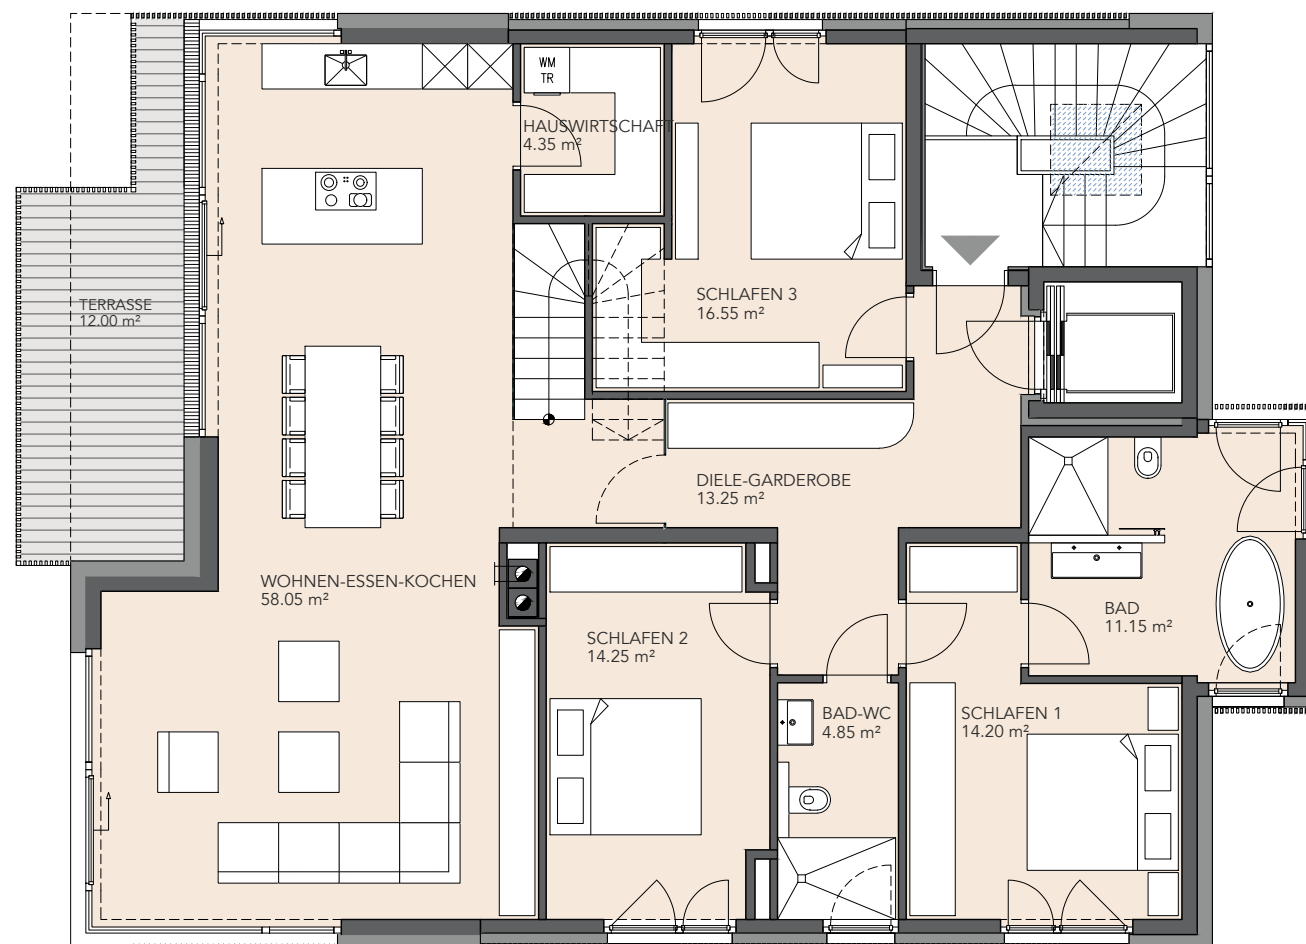 WM
TR
HAUSWIRTSCHAFT
4.35 m²
TERRASSE
12.00 m²
SCHLAFEN 3
16.55 m²
DIELE-GARDEROBE
13.25 m²
WOHNEN-ESSEN-KOCHEN
58.05 m²
SCHLAFEN 2
14.25 m²
BAD
11.15 m²
BAD-WC
4.85 m²
SCHLAFEN 1
14.20 m²